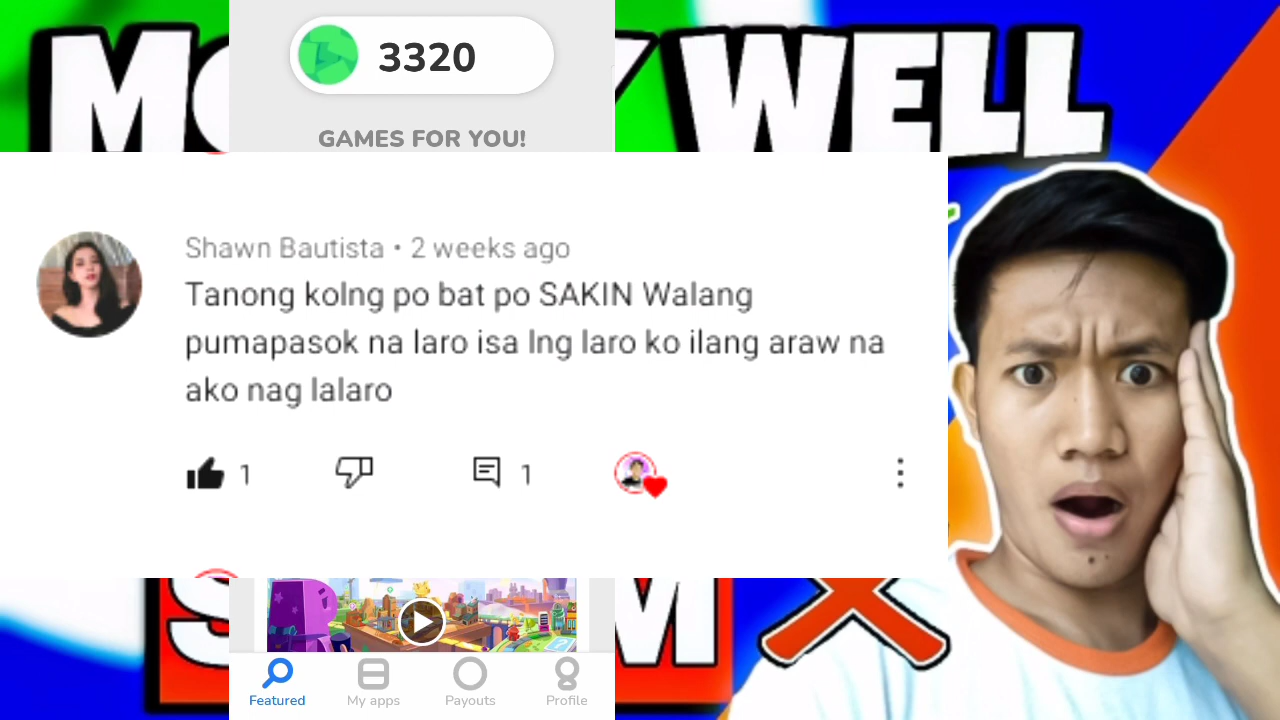 3320
GAMES FOR YOU!
WELL
Shawn Bautista • 2 weeks ago
Tanong kolng po bat po SAKIN Walang
pumapasok na laro isa lng laro ko ilang araw na
ako nag lalaro
1
1
Featured
My apps
Payouts
Profile